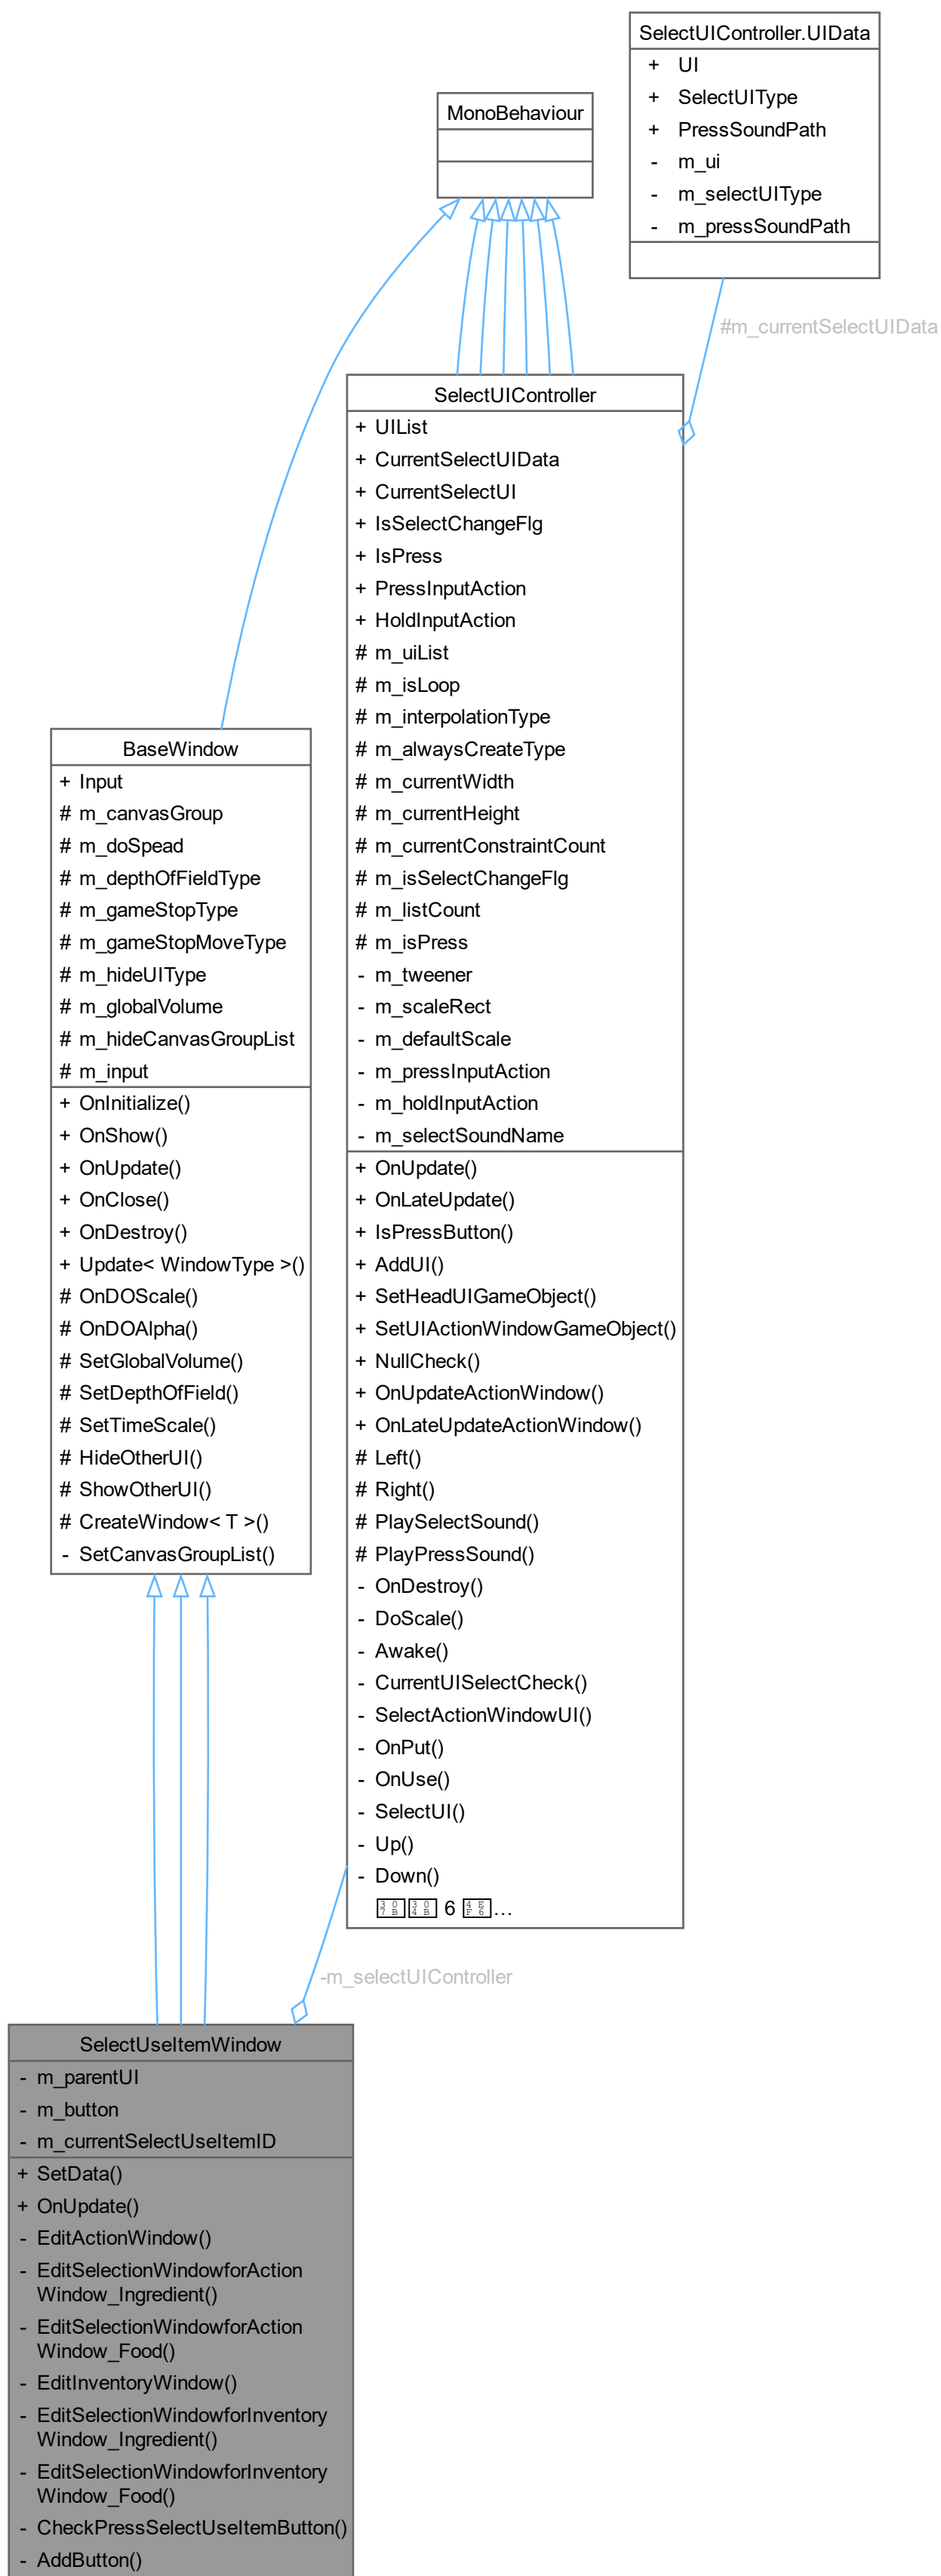 SelectUIController.UIData
+ UI
+ SelectUIType
+ PressSoundPath
- m_ui
- m_selectUIType
- m_pressSoundPath
MonoBehaviour
#m_currentSelectUIData
SelectUIController
+ UIList
+ CurrentSelectUIData
+ CurrentSelectUI
+ IsSelectChangeFlg
+ IsPress
+ PressInputAction
+ HoldInputAction
# m_uiList
# m_isLoop
# m_interpolationType
# m_alwaysCreateType
# m_currentWidth
# m_currentHeight
# m_currentConstraintCount
# m_isSelectChangeFlg
# m_listCount
# m_isPress
- m_tweener
- m_scaleRect
- m_defaultScale
- m_pressInputAction
- m_holdInputAction
- m_selectSoundName
+ OnUpdate()
+ OnLateUpdate()
+ IsPressButton()
+ AddUI()
+ SetHeadUIGameObject()
+ SetUIActionWindowGameObject()
+ NullCheck()
+ OnUpdateActionWindow()
+ OnLateUpdateActionWindow()
# Left()
# Right()
# PlaySelectSound()
# PlayPressSound()
- OnDestroy()
- DoScale()
- Awake()
- CurrentUISelectCheck()
- SelectActionWindowUI()
- OnPut()
- OnUse()
- SelectUI()
- Up()
- Down()
6 ...
BaseWindow
+ Input
# m_canvasGroup
# m_doSpead
# m_depthOfFieldType
# m_gameStopType
# m_gameStopMoveType
# m_hideUIType
# m_globalVolume
# m_hideCanvasGroupList
# m_input
+ OnInitialize()
+ OnShow()
+ OnUpdate()
+ OnClose()
+ OnDestroy()
+ Update< WindowType >()
# OnDOScale()
# OnDOAlpha()
# SetGlobalVolume()
# SetDepthOfField()
# SetTimeScale()
# HideOtherUI()
# ShowOtherUI()
# CreateWindow< T >()
- SetCanvasGroupList()
-m_selectUIController
SelectUseItemWindow
- m_parentUI
- m_button
- m_currentSelectUseItemID
+ SetData()
+ OnUpdate()
- EditActionWindow()
- EditSelectionWindowforAction
Window_Ingredient()
- EditSelectionWindowforAction
Window_Food()
- EditInventoryWindow()
- EditSelectionWindowforInventory
Window_Ingredient()
- EditSelectionWindowforInventory
Window_Food()
- CheckPressSelectUseItemButton()
- AddButton()